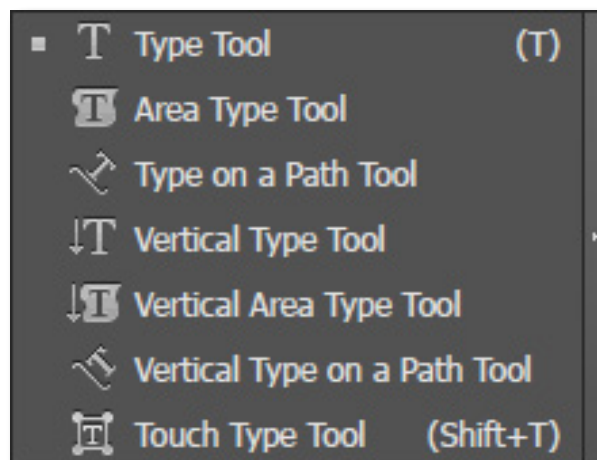 Type Tool (T)
Area Type Tool
Type on a Path Tool
Vertical Type Tool
Vertical Area Type Tool
Vertical Type on a Path Tool
Touch Type Tool (Shift+T)